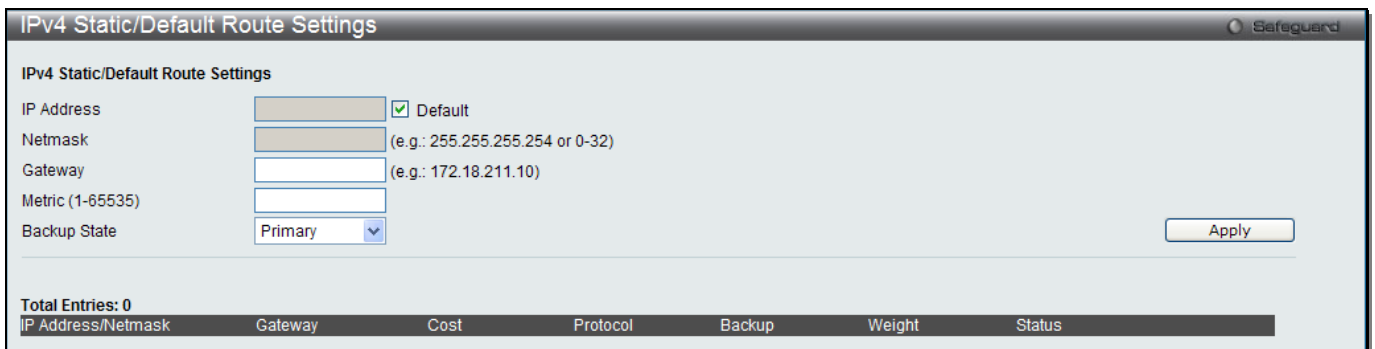 IPv4 Static/Default Route Settings
Safeguard
IPv4 Static/Default Route Settings
IP Address Default
Netmask (e.g.: 255.255.255.254 or 0-32)
Gateway (e.g.: 172.18.211.10)
Metric (1-65535)
Backup State Primary Apply
Total Entries: 0
IP Address/Netmask Gateway Cost Protocol Backup Weight Status